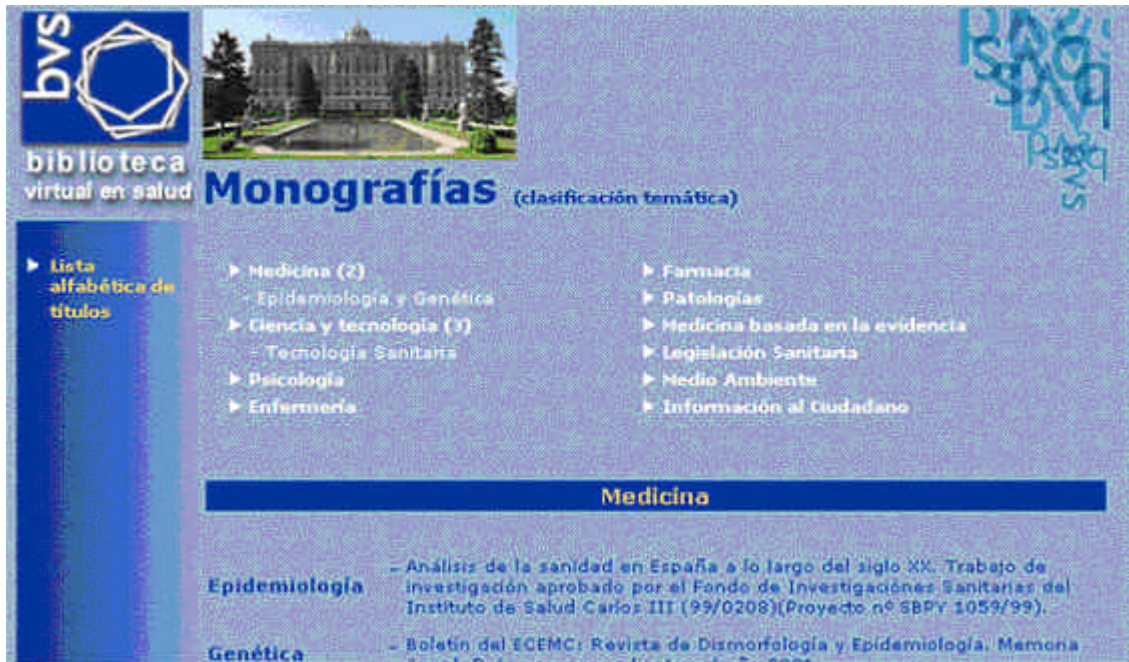 bvs
biblioteca
virtual en salud
Monografías (clasificación temática)
Lista
alfabética de
títulos
Medicina (2)
- Epidemiología y Genética
Ciencia y tecnología (3)
- Tecnología Sanitaria
Psicología
Enfermería
Farmacia
Patologías
Medicina basada en la evidencia
Legislación Sanitaria
Medio Ambiente
Información al Ciudadano
Medicina
Epidemiología
- Análisis de la sanidad en España a lo largo del siglo XX. Trabajo de
investigación aprobado por el Fondo de Investigaciónes Sanitarias del
Instituto de Salud Carlos III (99/0208)(Proyecto nº SBPY 1059/99).
Genética
- Boletín del ECEMC: Revista de Dismorfología y Epidemiología. Memoria